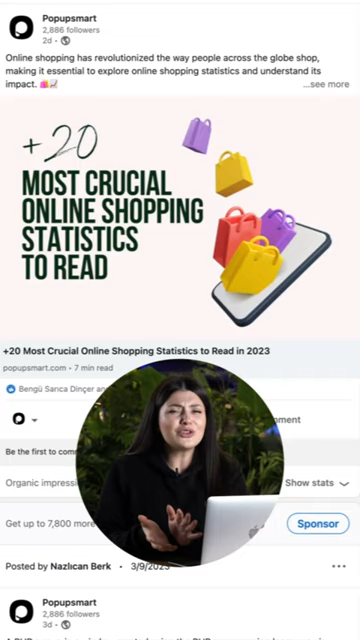 Popupsmart
2,886 followers
2d •
Online shopping has revolutionized the way people across the globe shop,
making it essential to explore online shopping statistics and understand its
impact.
...see more
+20
MOST CRUCIAL
ONLINE SHOPPING
STATISTICS
TO READ
+20 Most Crucial Online Shopping Statistics to Read in 2023
popupsmart.com • 7 min read
Bengü Sarıca Dinçer
Be the first to
Organic
Show stats
Get up to 7,800 more
Sponsor
Posted by Nazlıcan Berk • 3/9/2023
Popupsmart
2,886 followers
3d •